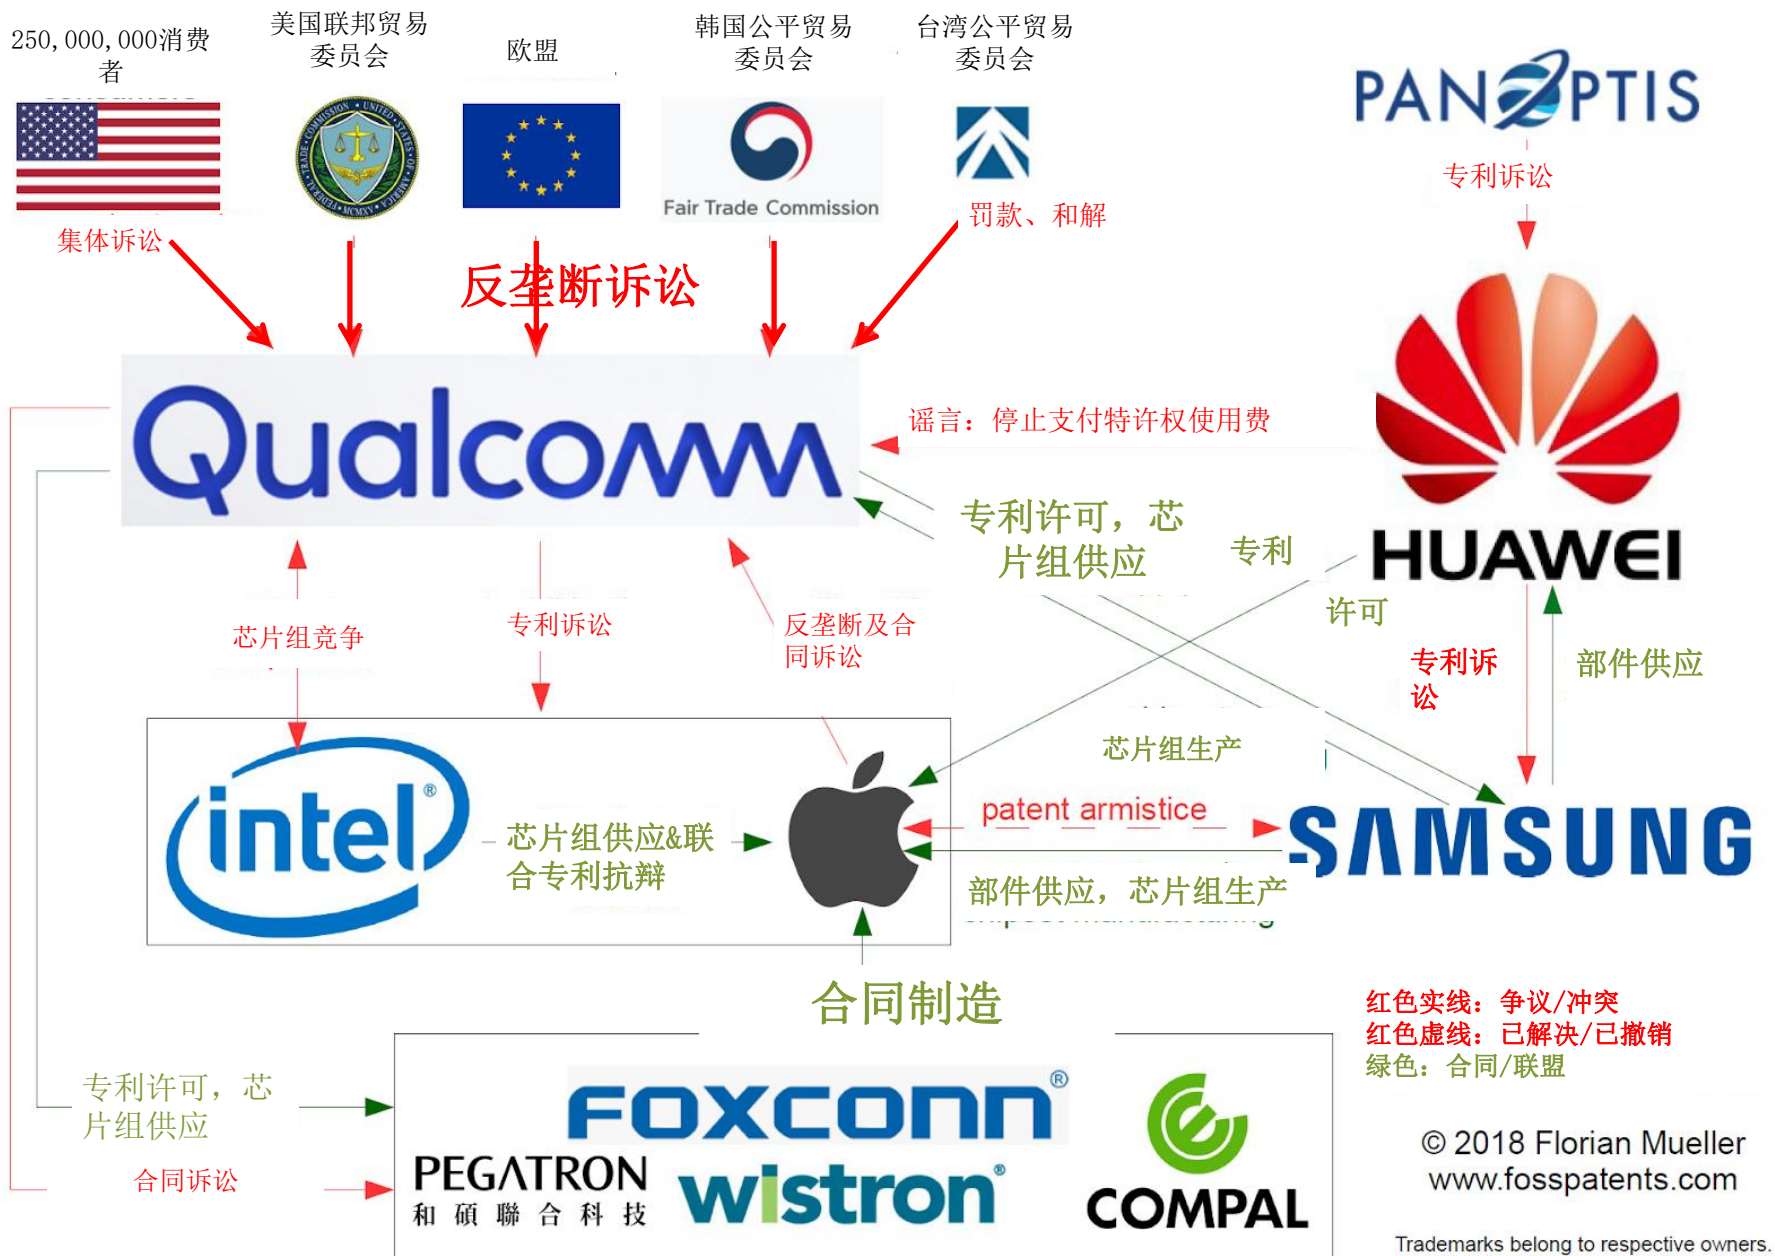 250,000,000消费
者
美国联邦贸易
委员会
欧盟
韩国公平贸易
委员会
台湾公平贸易
委员会
PANOPTIS
FEDERAL TRADE COMMISSION • UNITED STATES OF AMERICA
MCMXV
Fair Trade Commission
专利诉讼
集体诉讼
罚款、和解
反垄断诉讼
Qualcomm
谣言：停止支付特许权使用费
HUAWEI
专利许可，芯
片组供应
专利
许可
芯片组竞争
专利诉讼
反垄断及合
同诉讼
专利诉
讼
部件供应
芯片组生产
intel®
芯片组供应&联
合专利抗辩
patent armistice
SAMSUNG
部件供应，芯片组生产
合同制造
红色实线：争议/冲突
红色虚线：已解决/已撤销
绿色：合同/联盟
专利许可，芯
片组供应
合同诉讼
FOXCONN®
PEGATRON
和碩聯合科技
wistron®
COMPAL
© 2018 Florian Mueller
www.fosspatents.com
Trademarks belong to respective owners.